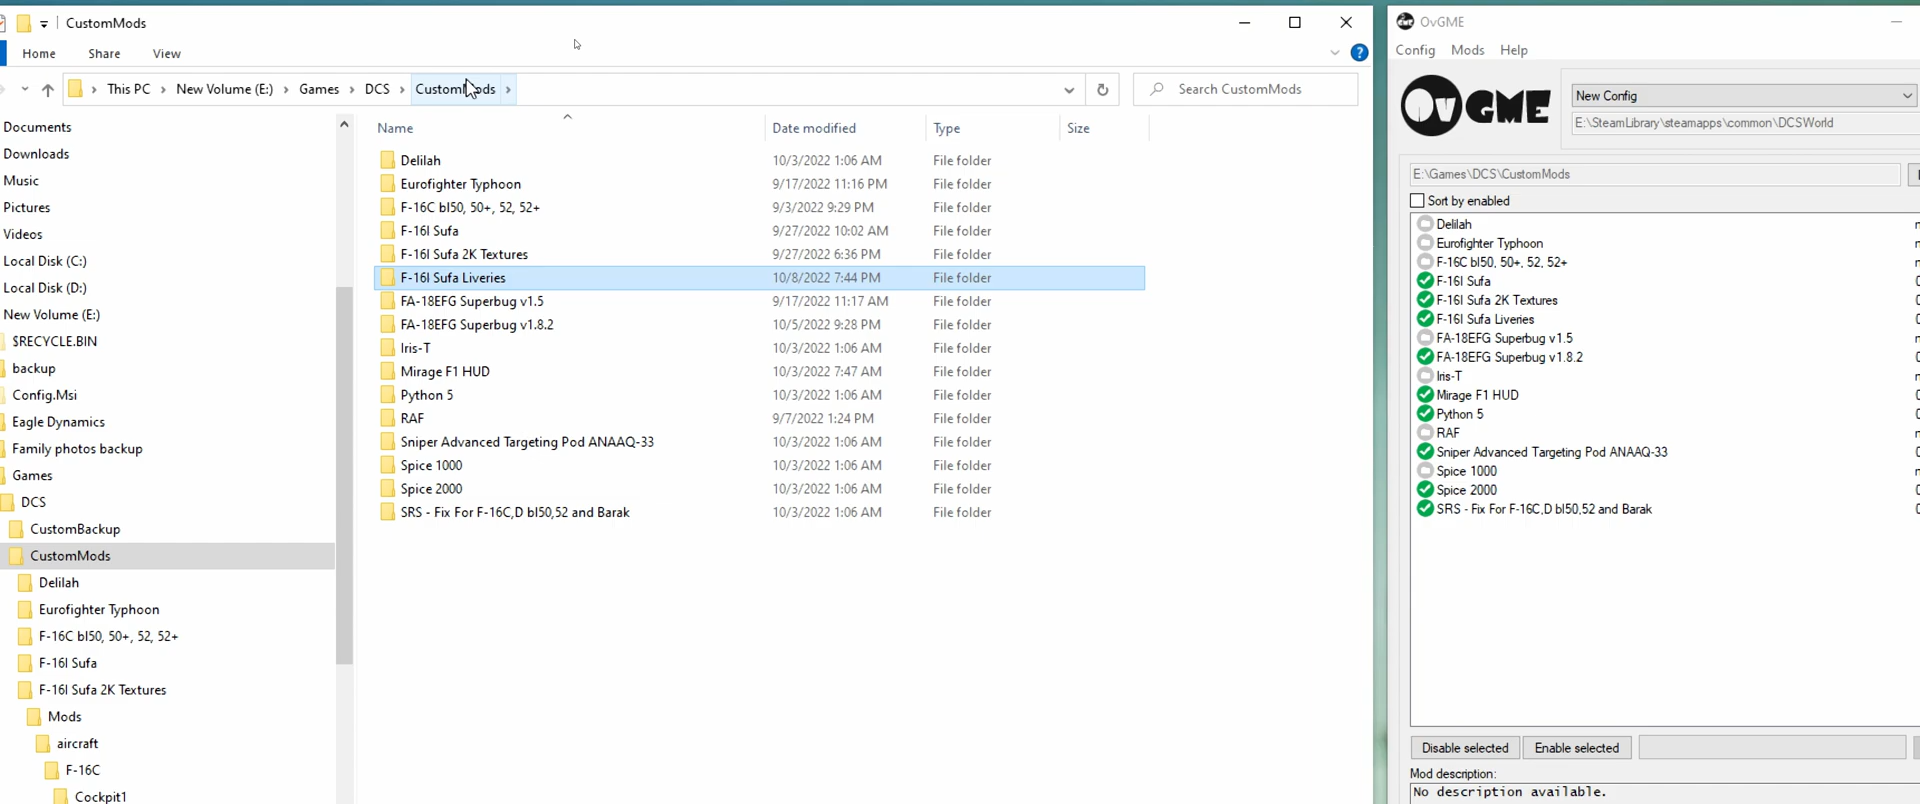 CustomMods
Home Share View
This PC > New Volume (E:) > Games > DCS > CustomMods >
Search CustomMods
Documents
Downloads
Music
Pictures
Videos
Local Disk (C:)
Local Disk (D:)
New Volume (E:)
$RECYCLE.BIN
backup
Config.Msi
Eagle Dynamics
Family photos backup
Games
DCS
CustomBackup
CustomMods
Delilah
Eurofighter Typhoon
F-16C bl50, 50+, 52, 52+
F-16I Sufa
F-16I Sufa 2K Textures
Mods
aircraft
F-16C
Cockpit1
Name Date modified Type Size
Delilah 10/3/2022 1:06 AM File folder
Eurofighter Typhoon 9/17/2022 11:16 PM File folder
F-16C bl50, 50+, 52, 52+ 9/3/2022 9:29 PM File folder
F-16I Sufa 9/27/2022 10:02 AM File folder
F-16I Sufa 2K Textures 9/27/2022 6:36 PM File folder
F-16I Sufa Liveries 10/8/2022 7:44 PM File folder
FA-18EFG Superbug v1.5 9/17/2022 11:17 AM File folder
FA-18EFG Superbug v1.8.2 10/5/2022 9:28 PM File folder
Iris-T 10/3/2022 1:06 AM File folder
Mirage F1 HUD 10/3/2022 7:47 AM File folder
Python 5 10/3/2022 1:06 AM File folder
RAF 9/7/2022 1:24 PM File folder
Sniper Advanced Targeting Pod ANAAQ-33 10/3/2022 1:06 AM File folder
Spice 1000 10/3/2022 1:06 AM File folder
Spice 2000 10/3/2022 1:06 AM File folder
SRS - Fix For F-16C,D bl50,52 and Barak 10/3/2022 1:06 AM File folder
OvGME
Config Mods Help
OvGME
New Config
E:\SteamLibrary\steamapps\common\DCSWorld
E:\Games\DCS\CustomMods
Sort by enabled
Delilah
Eurofighter Typhoon
F-16C bl50, 50+, 52, 52+
F-16I Sufa
F-16I Sufa 2K Textures
F-16I Sufa Liveries
FA-18EFG Superbug v1.5
FA-18EFG Superbug v1.8.2
Iris-T
Mirage F1 HUD
Python 5
RAF
Sniper Advanced Targeting Pod ANAAQ-33
Spice 1000
Spice 2000
SRS - Fix For F-16C,D bl50,52 and Barak
Disable selected Enable selected
Mod description:
No description available.